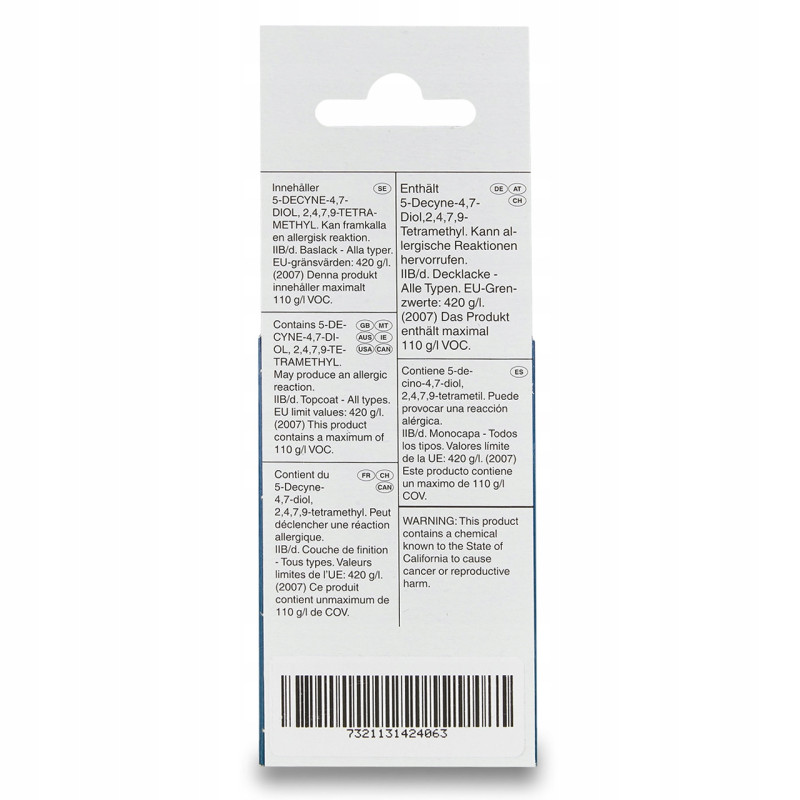 Innehåller SE
5-DECYNE-4,7-
DIOL, 2,4,7,9-TETRA-
METHYL. Kan framkalla
en allergisk reaktion.
IIB/d. Baslack - Alla typer.
EU-gränsvärden: 420 g/l.
(2007) Denna produkt
innehåller maximalt
110 g/l VOC.
Contains 5-DE- GB MT
CYNE-4,7-DI- AUS IE
OL, 2,4,7,9-TE- USA CAN
TRAMETHYL.
May produce an allergic
reaction.
IIB/d. Topcoat - All types.
EU limit values: 420 g/l.
(2007) This product
contains a maximum of
110 g/l VOC.
Contient du FR CH
5-Decyne- CAN
4,7-diol,
2,4,7,9-tetramethyl. Peut
déclencher une réaction
allergique.
IIB/d. Couche de finition
- Tous types. Valeurs
limites de l'UE: 420 g/l.
(2007) Ce produit
contient unmaximum de
110 g/l de COV.
Enthält DE AT
5-Decyne-4,7- CH
Diol,2,4,7,9-
Tetramethyl. Kann al-
lergische Reaktionen
hervorrufen.
IIB/d. Decklacke -
Alle Typen. EU-Gren-
zwerte: 420 g/l.
(2007) Das Produkt
enthält maximal
110 g/l VOC.
Contiene 5-de- ES
cino-4,7-diol,
2,4,7,9-tetrametil. Puede
provocar una reacción
alérgica.
IIB/d. Monocapa - Todos
los tipos. Valores límite
de la UE: 420 g/l. (2007)
Este producto contiene
un maximo de 110 g/l
COV.
WARNING: This product
contains a chemical
known to the State of
California to cause
cancer or reproductive
harm.
7321131424063